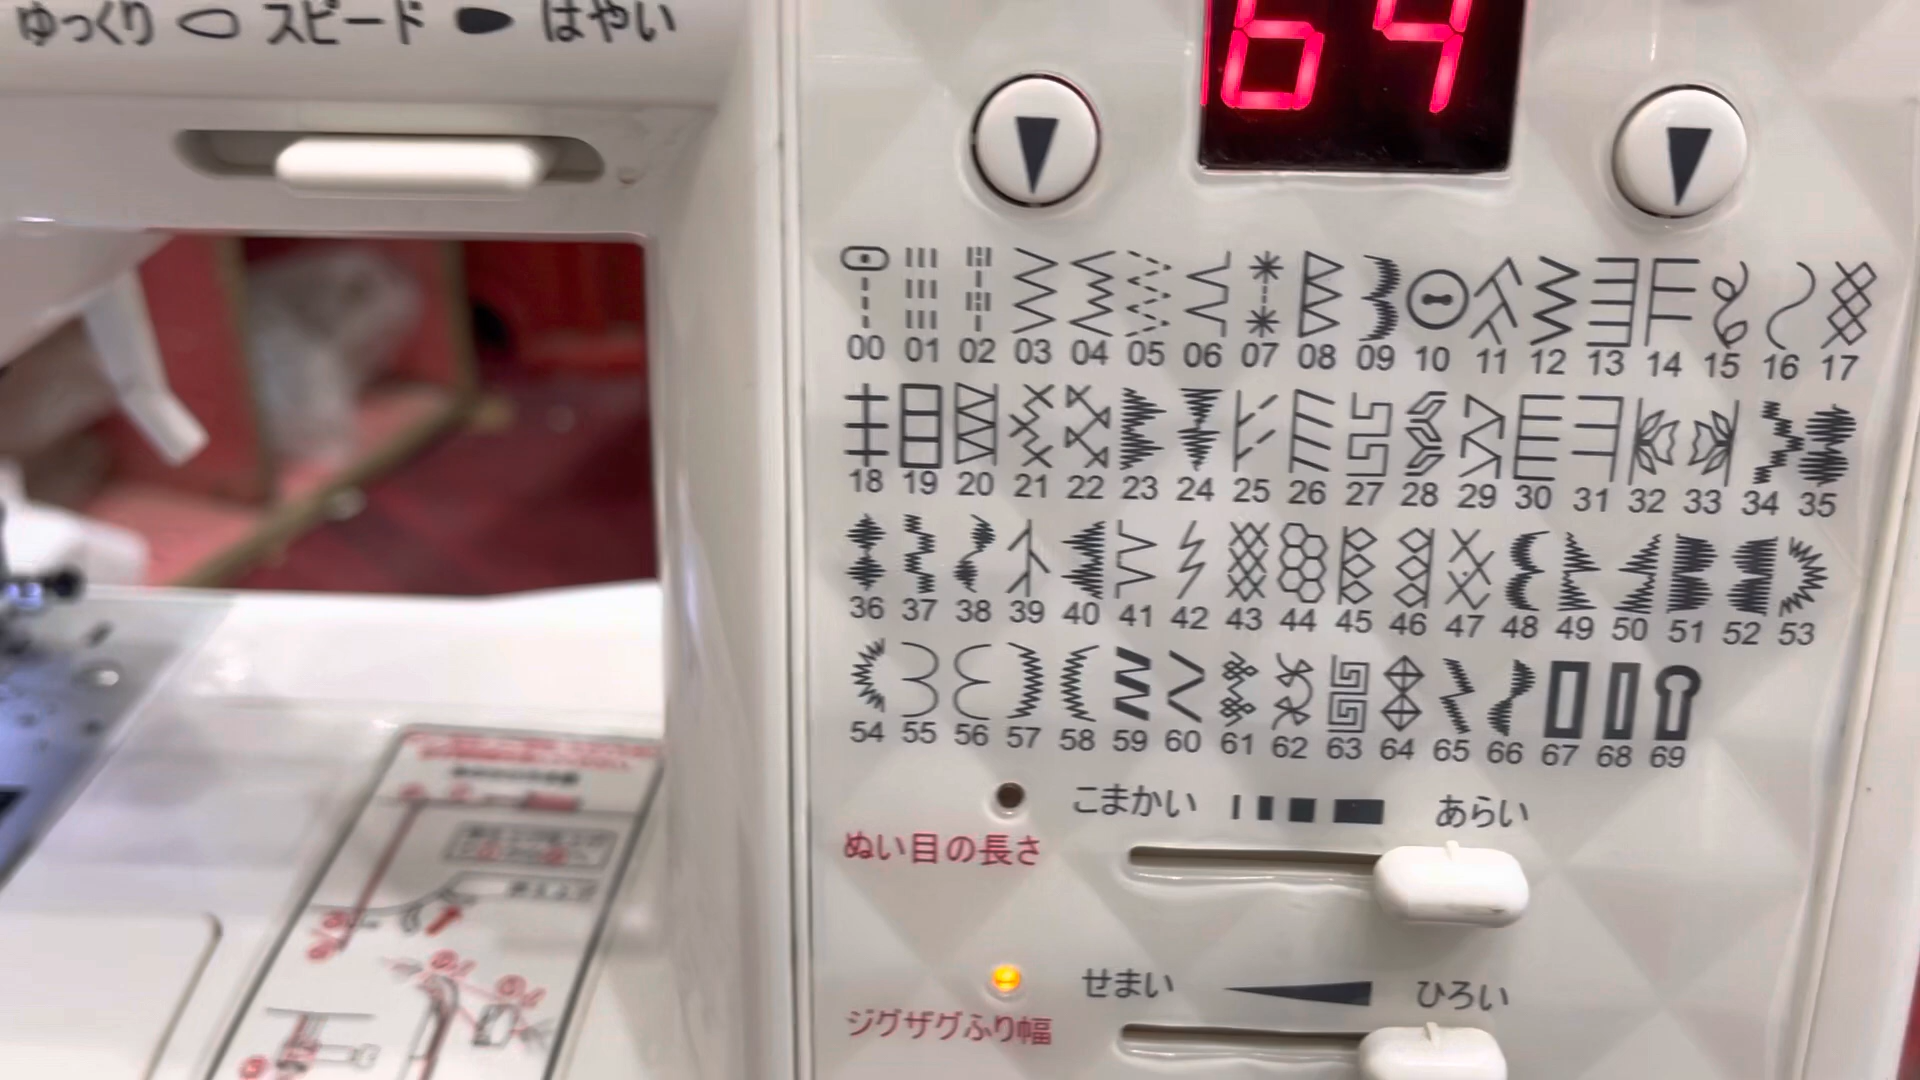 ゆっくり スピード はやい
64
00 01 02 03 04 05 06 07 08 09 10 11 12 13 14 15 16 17
18 19 20 21 22 23 24 25 26 27 28 29 30 31 32 33 34 35
36 37 38 39 40 41 42 43 44 45 46 47 48 49 50 51 52 53
54 55 56 57 58 59 60 61 62 63 64 65 66 67 68 69
こまかい あらい
ぬい目の長さ
せまい ひろい
ジグザグふり幅